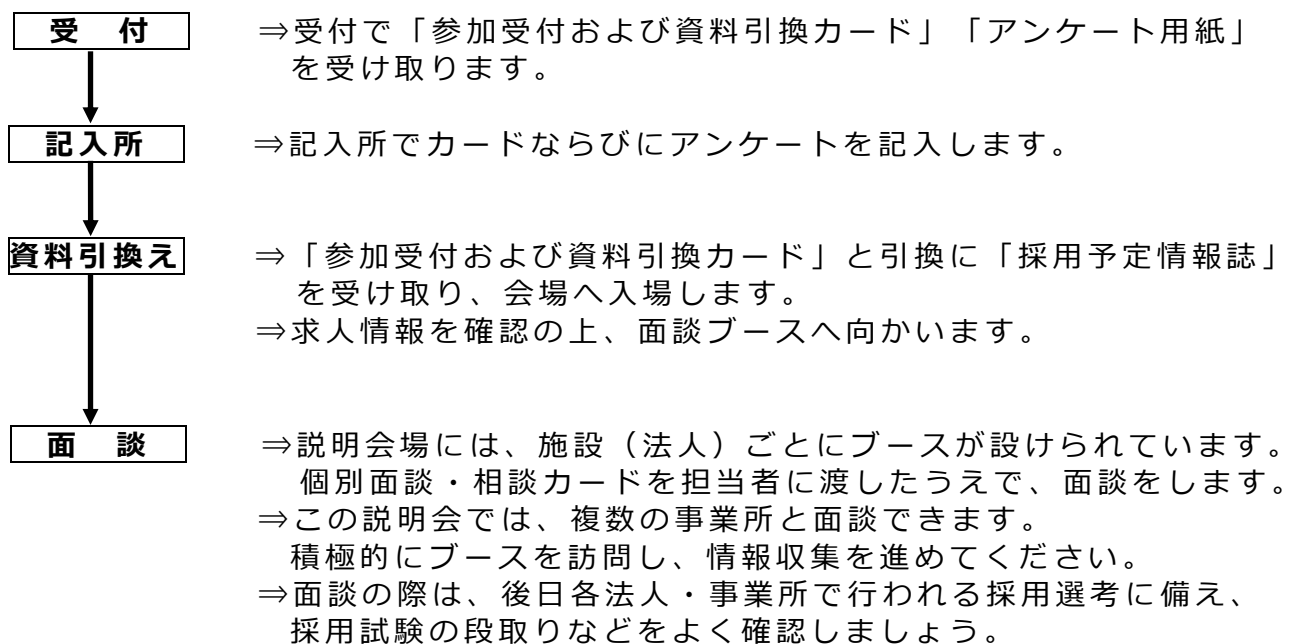 受　付　⇒受付で「参加受付および資料引換カード」「アンケート用紙」
を受け取ります。
記入所　⇒記入所でカードならびにアンケートを記入します。
資料引換え　⇒「参加受付および資料引換カード」と引換に「採用予定情報誌」
を受け取り、会場へ入場します。
⇒求人情報を確認の上、面談ブースへ向かいます。
面　談　⇒説明会場には、施設（法人）ごとにブースが設けられています。
個別面談・相談カードを担当者に渡したうえで、面談をします。
⇒この説明会では、複数の事業所と面談できます。
積極的にブースを訪問し、情報収集を進めてください。
⇒面談の際は、後日各法人・事業所で行われる採用選考に備え、
採用試験の段取りなどをよく確認しましょう。